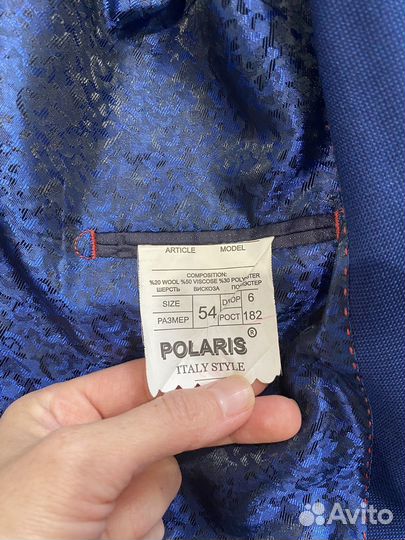 ARTICLE MODEL
COMPOSITION:
%20 WOOL %50 VISCOSE %30 POLYESTER
ШЕРСТЬ ВИСКОЗА ПОЛИЭСТЕР
SIZE 54 DROP 6
РАЗМЕР РОСТ 182
POLARIS ®
ITALY STYLE
Avito